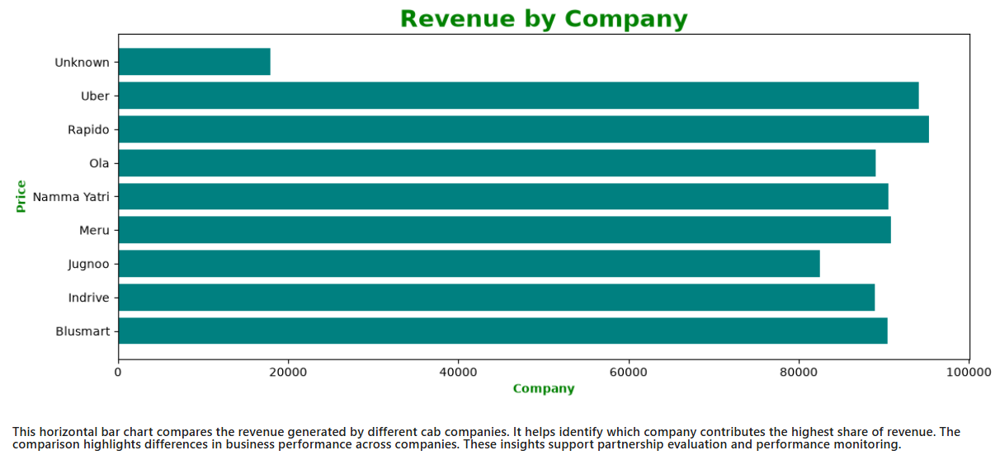 Revenue by Company
Unknown
Uber
Rapido
Ola
Namma Yatri
Meru
Jugnoo
Indrive
Blusmart
Price
0 20000 40000 60000 80000 100000
Company
This horizontal bar chart compares the revenue generated by different cab companies. It helps identify which company contributes the highest share of revenue. The
comparison highlights differences in business performance across companies. These insights support partnership evaluation and performance monitoring.